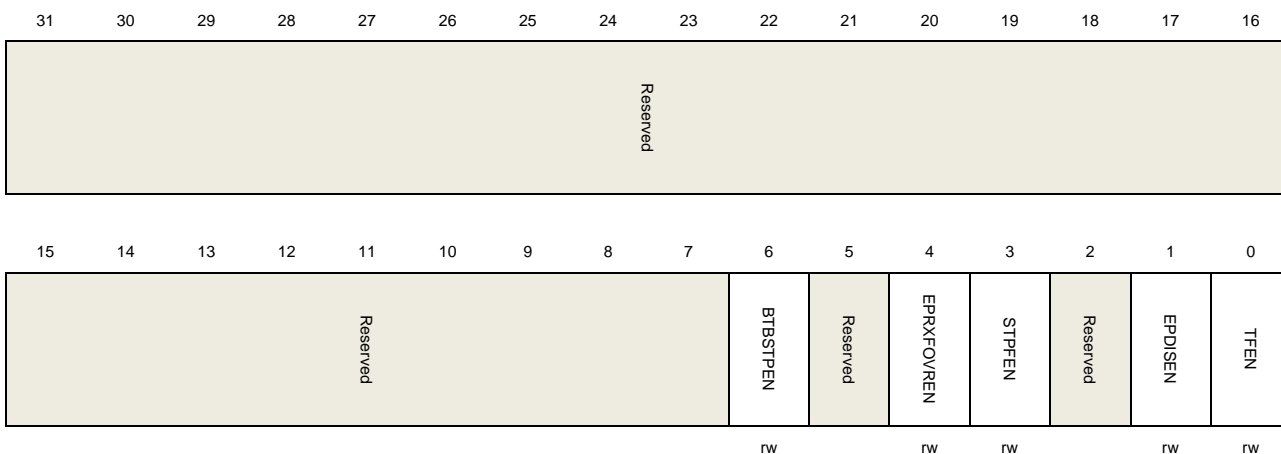 31 30 29 28 27 26 25 24 23 22 21 20 19 18 17 16
Reserved
15 14 13 12 11 10 9 8 7 6 5 4 3 2 1 0
Reserved BTBSTPEN Reserved EPRXFOVREN STPFEN Reserved EPDISEN TFEN
rw rw rw rw rw